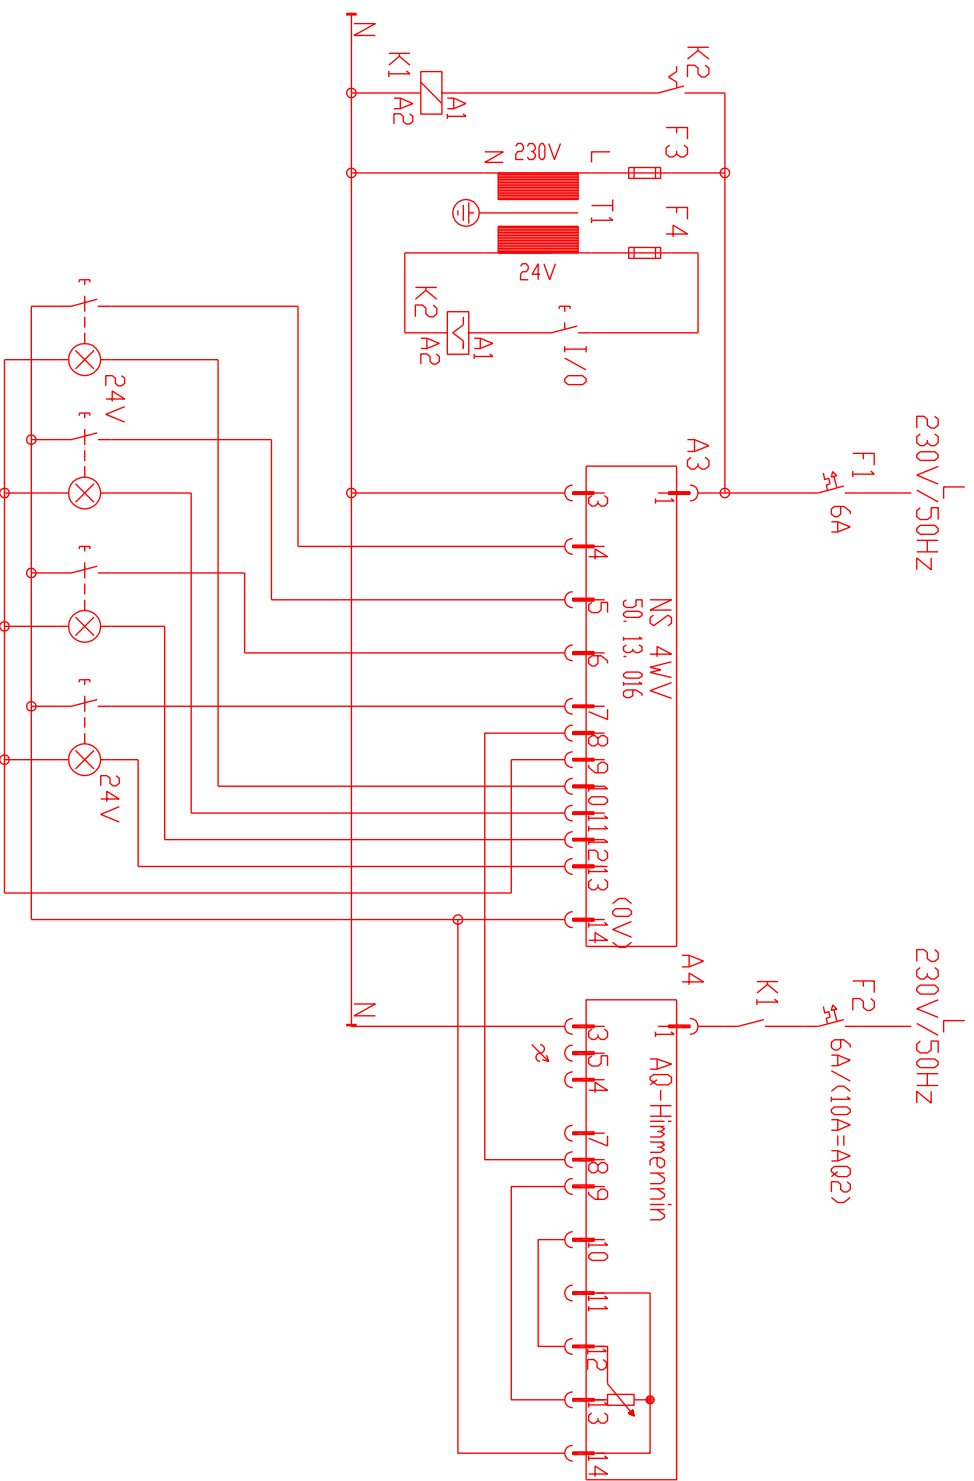 L L
230V/50Hz 230V/50Hz
F1 F2
6A 6A/(10A=AQ2)
K1
K2 A3 A4
F3 F4
1 1
NS 4WV AQ-Himmennin
50. 13. 016
(0V)
L T1
3 4 5 6 7 8 9 10 11 12 13 14 3 5 4 7 8 9 10 11 12 13 14
I/O
230V 24V
N
A1
A1
K2 A2
K1 A2
N N
24V 24V